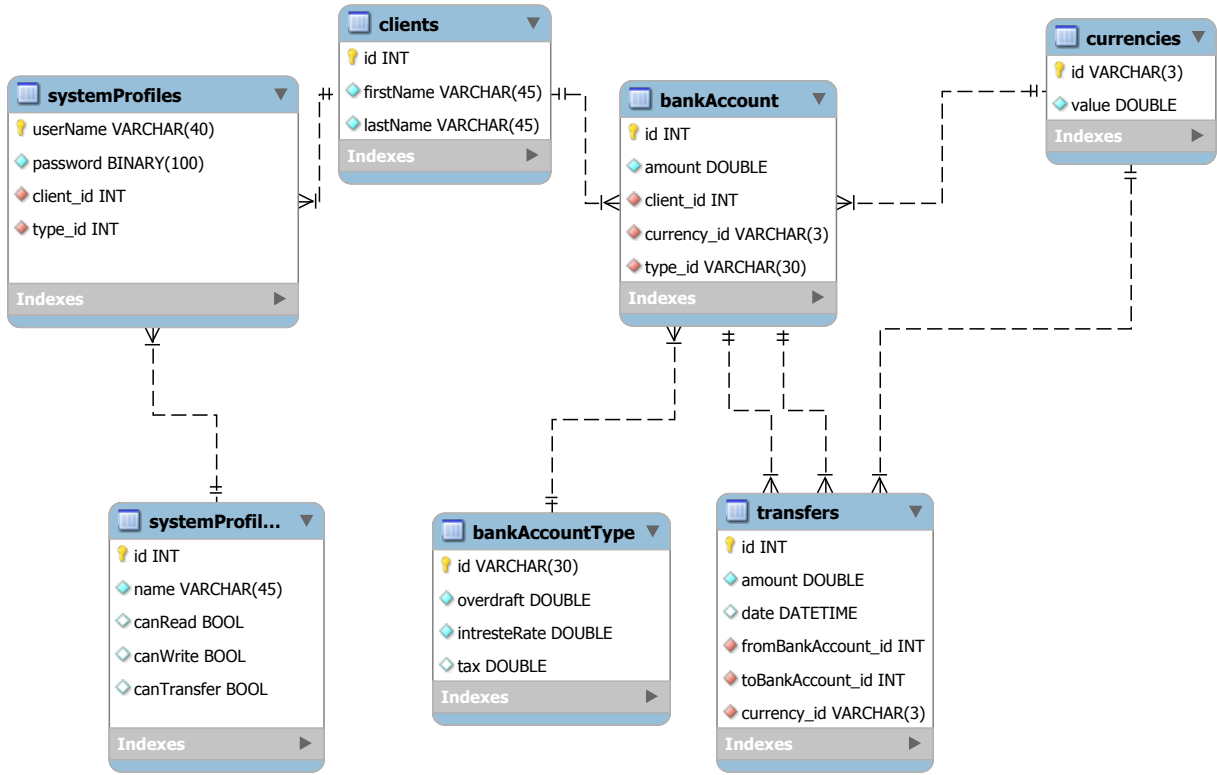 clients
id INT
firstName VARCHAR(45)
lastName VARCHAR(45)
Indexes
currencies
id VARCHAR(3)
value DOUBLE
Indexes
systemProfiles
userName VARCHAR(40)
password BINARY(100)
client_id INT
type_id INT
Indexes
bankAccount
id INT
amount DOUBLE
client_id INT
currency_id VARCHAR(3)
type_id VARCHAR(30)
Indexes
systemProfil...
id INT
name VARCHAR(45)
canRead BOOL
canWrite BOOL
canTransfer BOOL
Indexes
bankAccountType
id VARCHAR(30)
overdraft DOUBLE
intresteRate DOUBLE
tax DOUBLE
Indexes
transfers
id INT
amount DOUBLE
date DATETIME
fromBankAccount_id INT
toBankAccount_id INT
currency_id VARCHAR(3)
Indexes